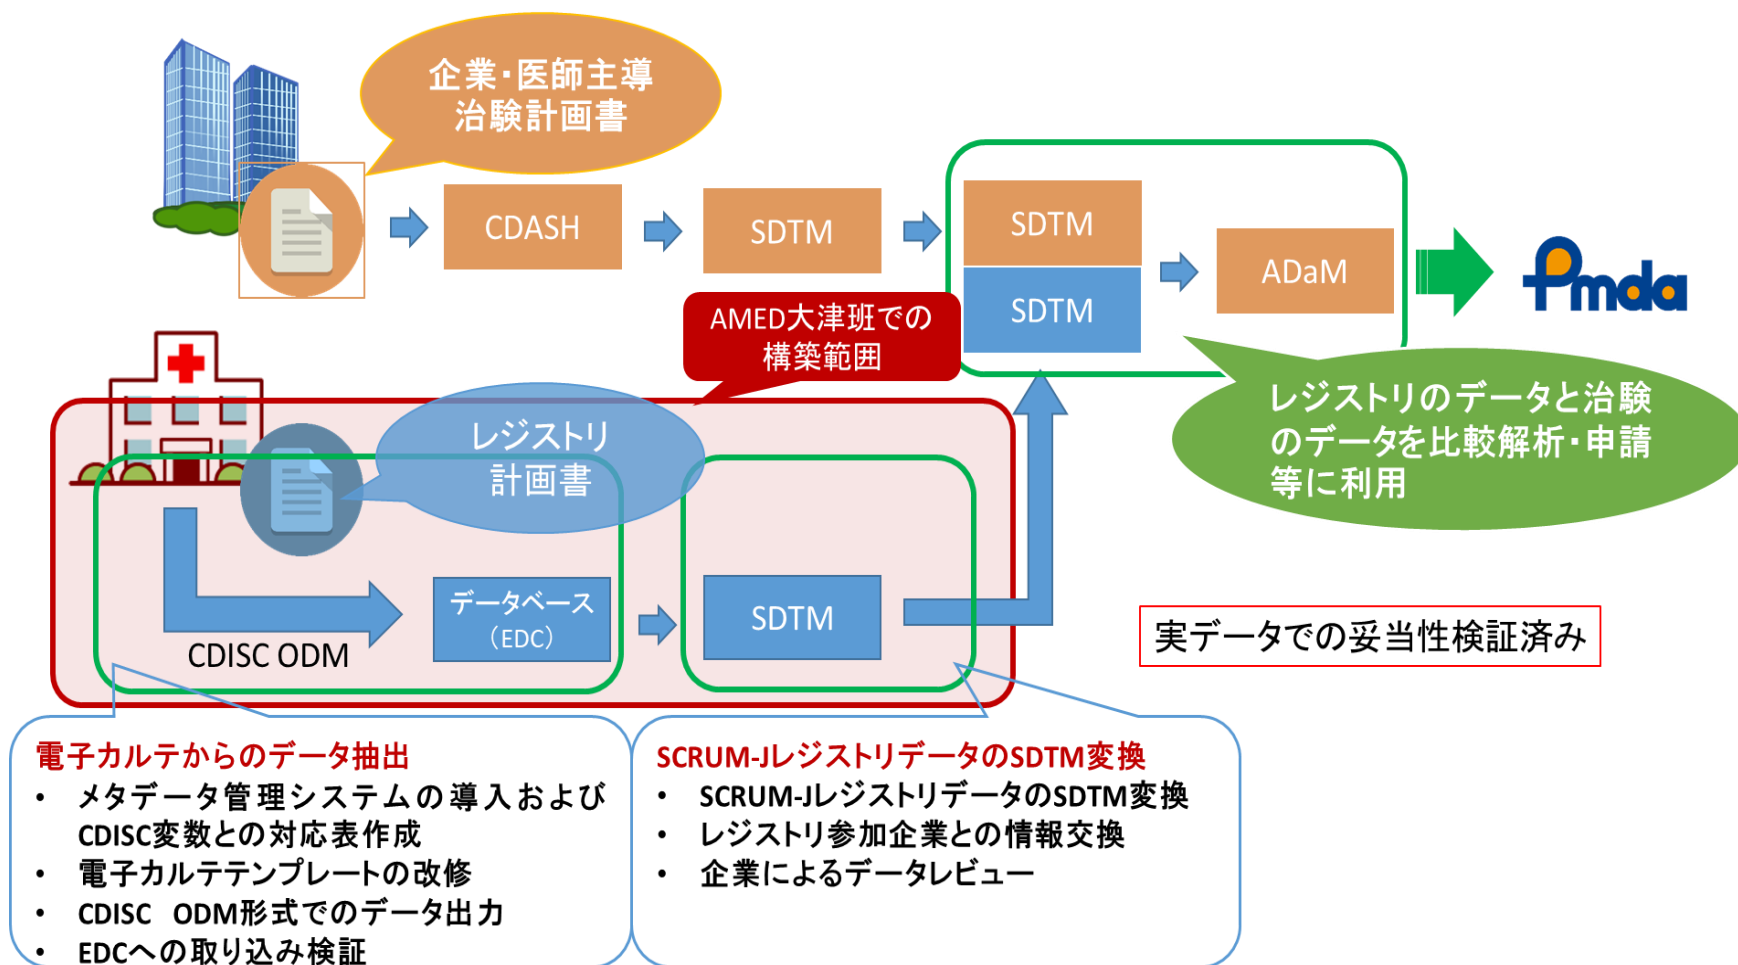 企業・医師主導
治験計画書
CDASH
SDTM
SDTM
SDTM
ADaM
Pmda
AMED大津班での
構築範囲
レジストリ
計画書
レジストリのデータと治験
のデータを比較解析・申請
等に利用
データベース
（EDC）
SDTM
CDISC ODM
実データでの妥当性検証済み
電子カルテからのデータ抽出
• メタデータ管理システムの導入および
CDISC変数との対応表作成
• 電子カルテテンプレートの改修
• CDISC ODM形式でのデータ出力
• EDCへの取り込み検証
SCRUM-JレジストリデータのSDTM変換
• SCRUM-JレジストリデータのSDTM変換
• レジストリ参加企業との情報交換
• 企業によるデータレビュー